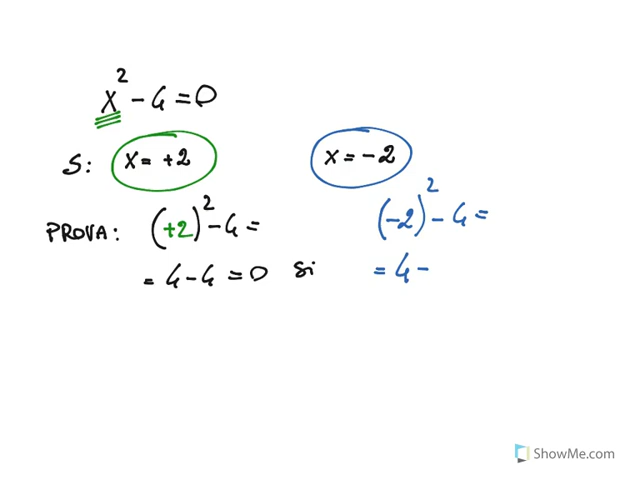 x² - 4 = 0
S: x = +2 x = -2
PROVA: (+2)² - 4 = (-2)² - 4 =
= 4 - 4 = 0 si = 4 -
ShowMe.com